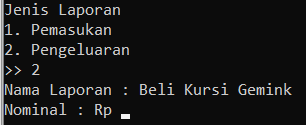 Jenis Laporan
1. Pemasukan
2. Pengeluaran
>> 2
Nama Laporan : Beli Kursi Gemink
Nominal : Rp